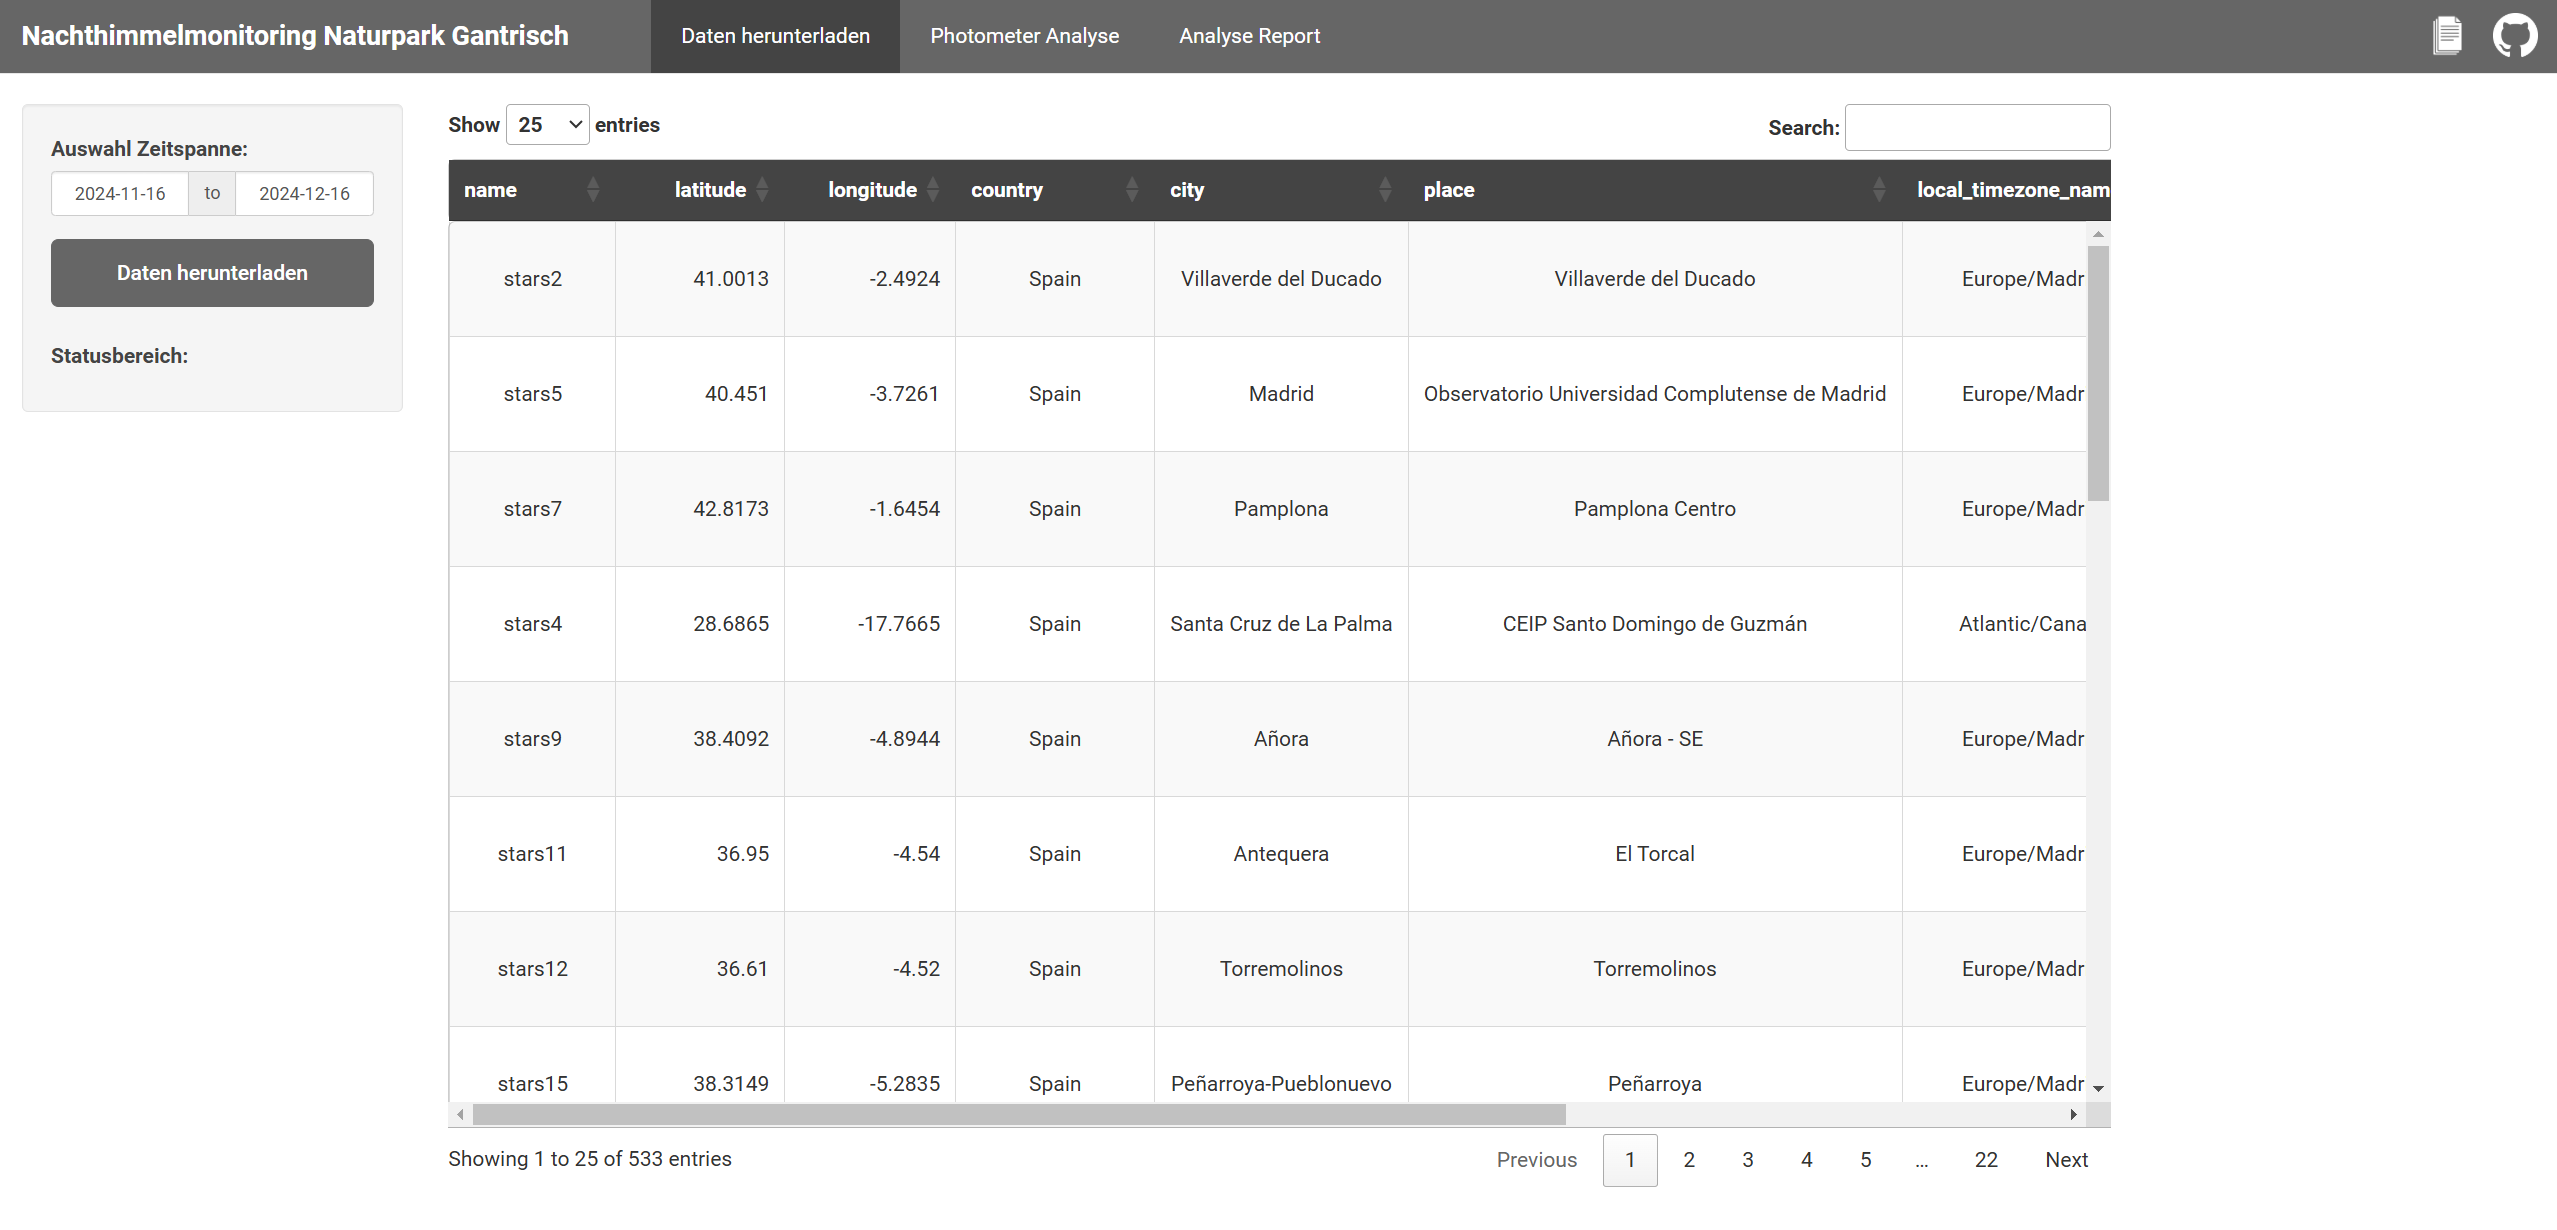 Nachthimmelmonitoring Naturpark Gantrisch Daten herunterladen Photometer Analyse Analyse Report
Auswahl Zeitspanne:
2024-11-16 to 2024-12-16
Daten herunterladen
Statusbereich:
Show 25 entries Search:
name latitude longitude country city place local_timezone_nam
stars2 41.0013 -2.4924 Spain Villaverde del Ducado Villaverde del Ducado Europe/Madr
stars5 40.451 -3.7261 Spain Madrid Observatorio Universidad Complutense de Madrid Europe/Madr
stars7 42.8173 -1.6454 Spain Pamplona Pamplona Centro Europe/Madr
stars4 28.6865 -17.7665 Spain Santa Cruz de La Palma CEIP Santo Domingo de Guzmán Atlantic/Cana
stars9 38.4092 -4.8944 Spain Añora Añora - SE Europe/Madr
stars11 36.95 -4.54 Spain Antequera El Torcal Europe/Madr
stars12 36.61 -4.52 Spain Torremolinos Torremolinos Europe/Madr
stars15 38.3149 -5.2835 Spain Peñarroya-Pueblonuevo Peñarroya Europe/Madr
Showing 1 to 25 of 533 entries Previous 1 2 3 4 5 … 22 Next